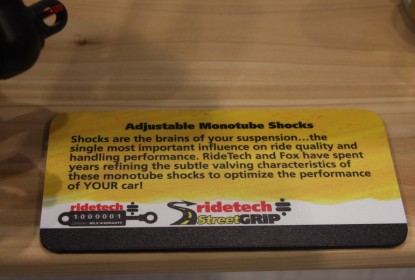 Adjustable Monotube Shocks
Shocks are the brains of your suspension...the
single most important influence on ride quality and
handling performance. RideTech and Fox have spent
years refining the subtle valving characteristics of
these monotube shocks to optimize the performance
of YOUR car!
ridetech
1000001
MILE WARRANTY
ridetech
StreetGRIP